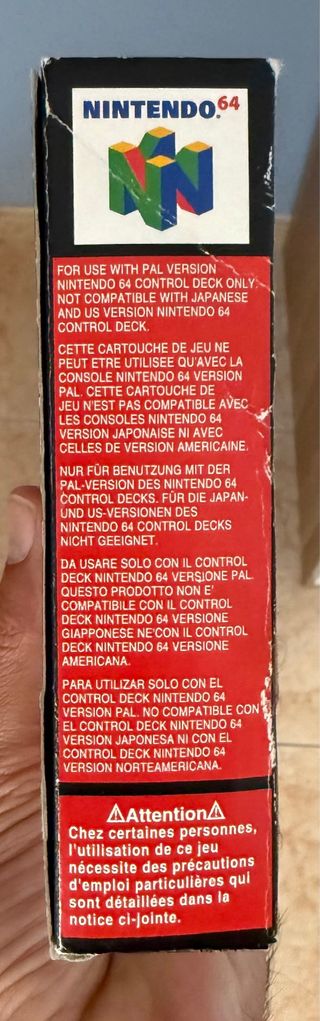 NINTENDO.64
FOR USE WITH PAL VERSION
NINTENDO 64 CONTROL DECK ONLY.
NOT COMPATIBLE WITH JAPANESE
AND US VERSION NINTENDO 64
CONTROL DECK.
CETTE CARTOUCHE DE JEU NE
PEUT ETRE UTILISEE QU'AVEC LA
CONSOLE NINTENDO 64 VERSION
PAL. CETTE CARTOUCHE DE
JEU N'EST PAS COMPATIBLE AVEC
LES CONSOLES NINTENDO 64
VERSION JAPONAISE NI AVEC
CELLES DE VERSION AMERICAINE.
NUR FÜR BENUTZUNG MIT DER
PAL-VERSION DES NINTENDO 64
CONTROL DECKS. FÜR DIE JAPAN-
UND US-VERSIONEN DES
NINTENDO 64 CONTROL DECKS
NICHT GEEIGNET.
DA USARE SOLO CON IL CONTROL
DECK NINTENDO 64 VERSIONE PAL.
QUESTO PRODOTTO NON E'
COMPATIBILE CON IL CONTROL
DECK NINTENDO 64 VERSIONE
GIAPPONESE NE'CON IL CONTROL
DECK NINTENDO 64 VERSIONE
AMERICANA.
PARA UTILIZAR SOLO CON EL
CONTROL DECK NINTENDO 64
VERSION PAL. NO COMPATIBLE CON
EL CONTROL DECK NINTENDO 64
VERSION JAPONESA NI CON EL
CONTROL DECK NINTENDO 64
VERSION NORTEAMERICANA.
⚠Attention⚠
Chez certaines personnes,
l'utilisation de ce jeu
nécessite des précautions
d'emploi particulières qui
sont détaillées dans la
notice ci-jointe.